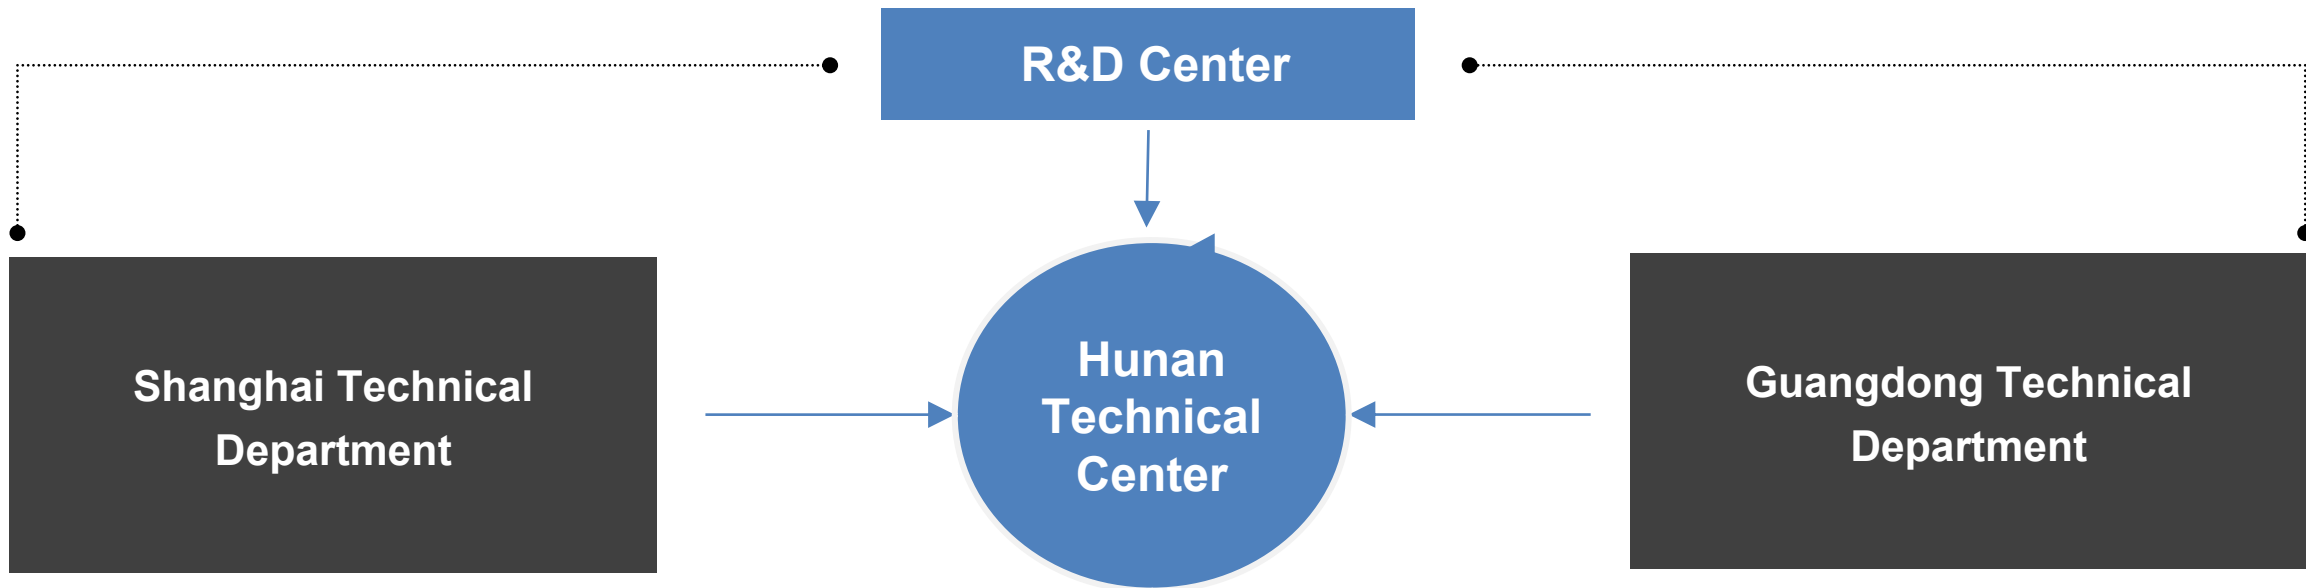 R&D Center
Shanghai Technical
Department
Hunan
Technical
Center
Guangdong Technical
Department